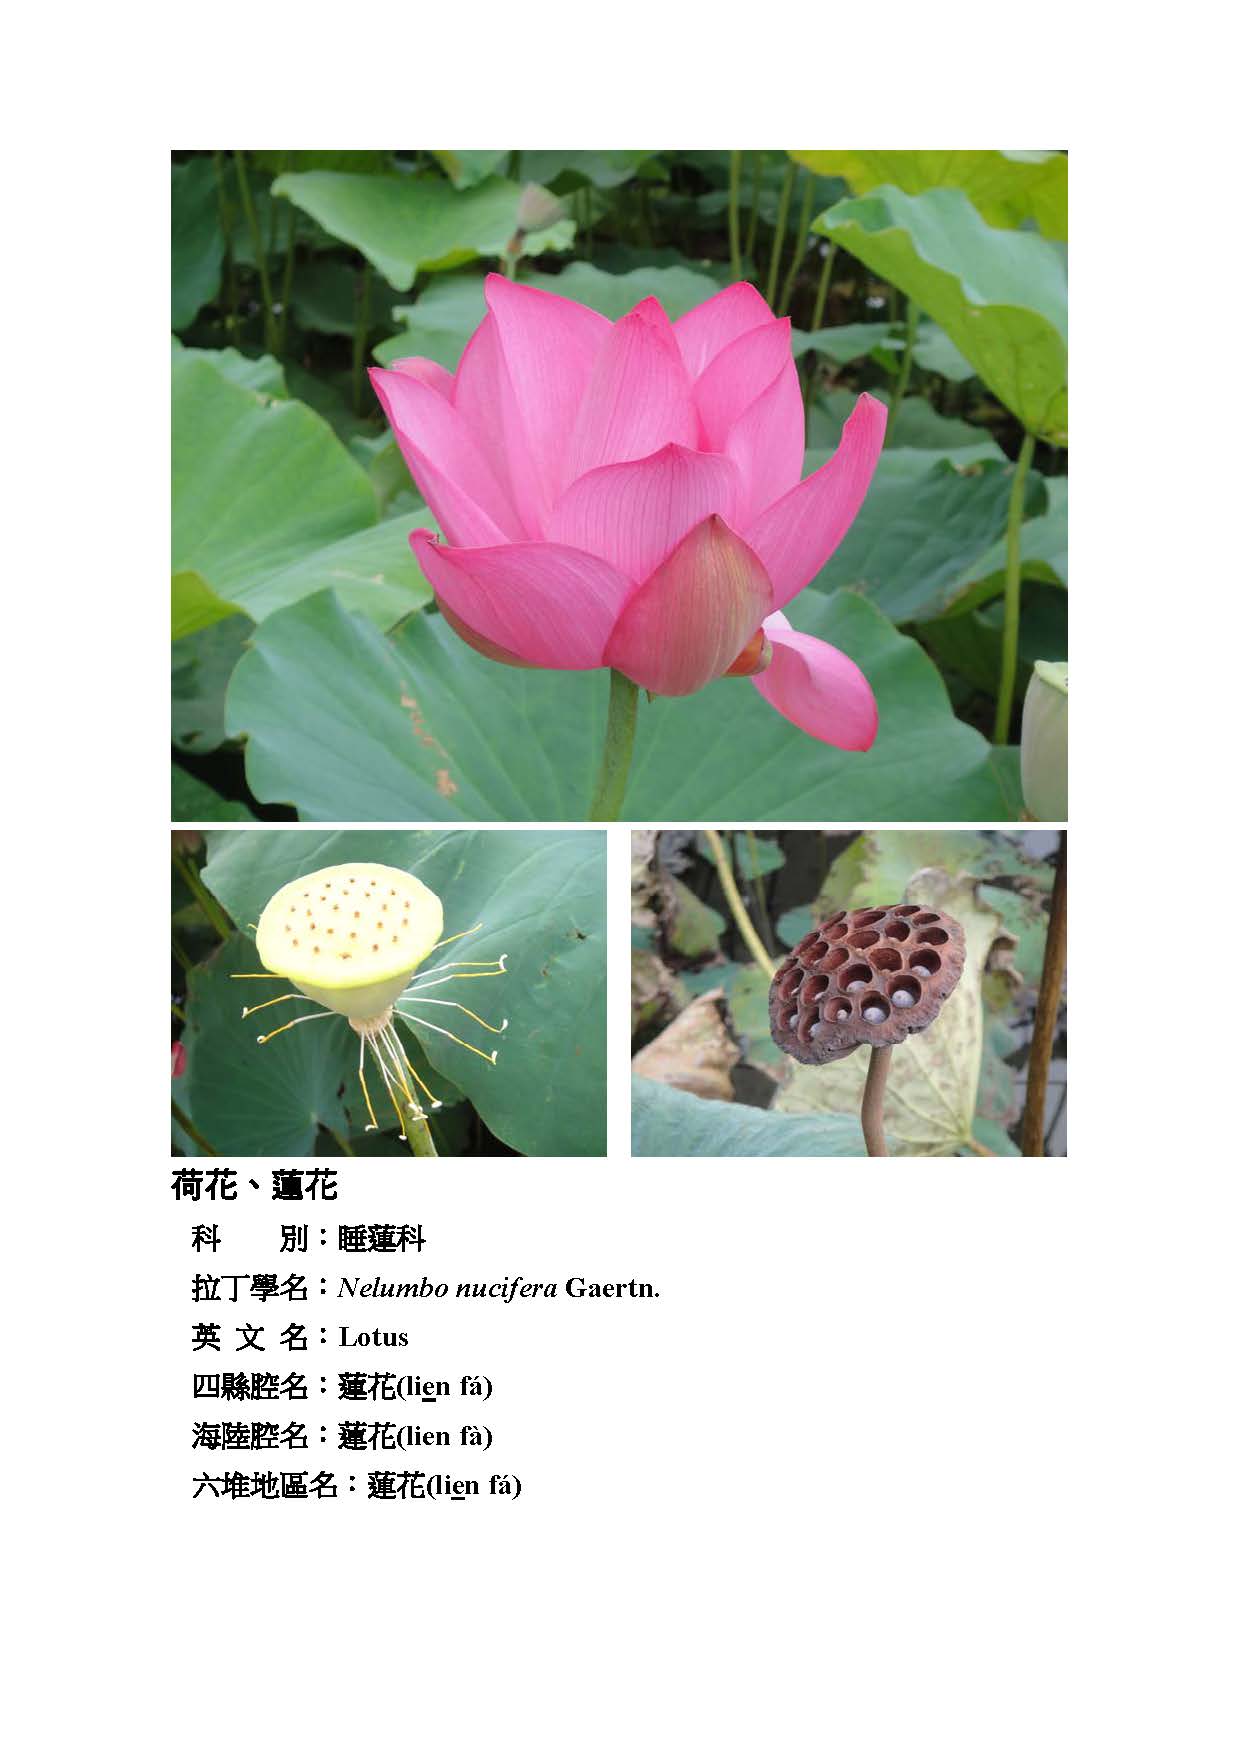 荷花、蓮花
科　　別：睡蓮科
拉丁學名：Nelumbo nucifera Gaertn.
英 文 名：Lotus
四縣腔名：蓮花(lien fá)
海陸腔名：蓮花(lien fà)
六堆地區名：蓮花(lien fá)